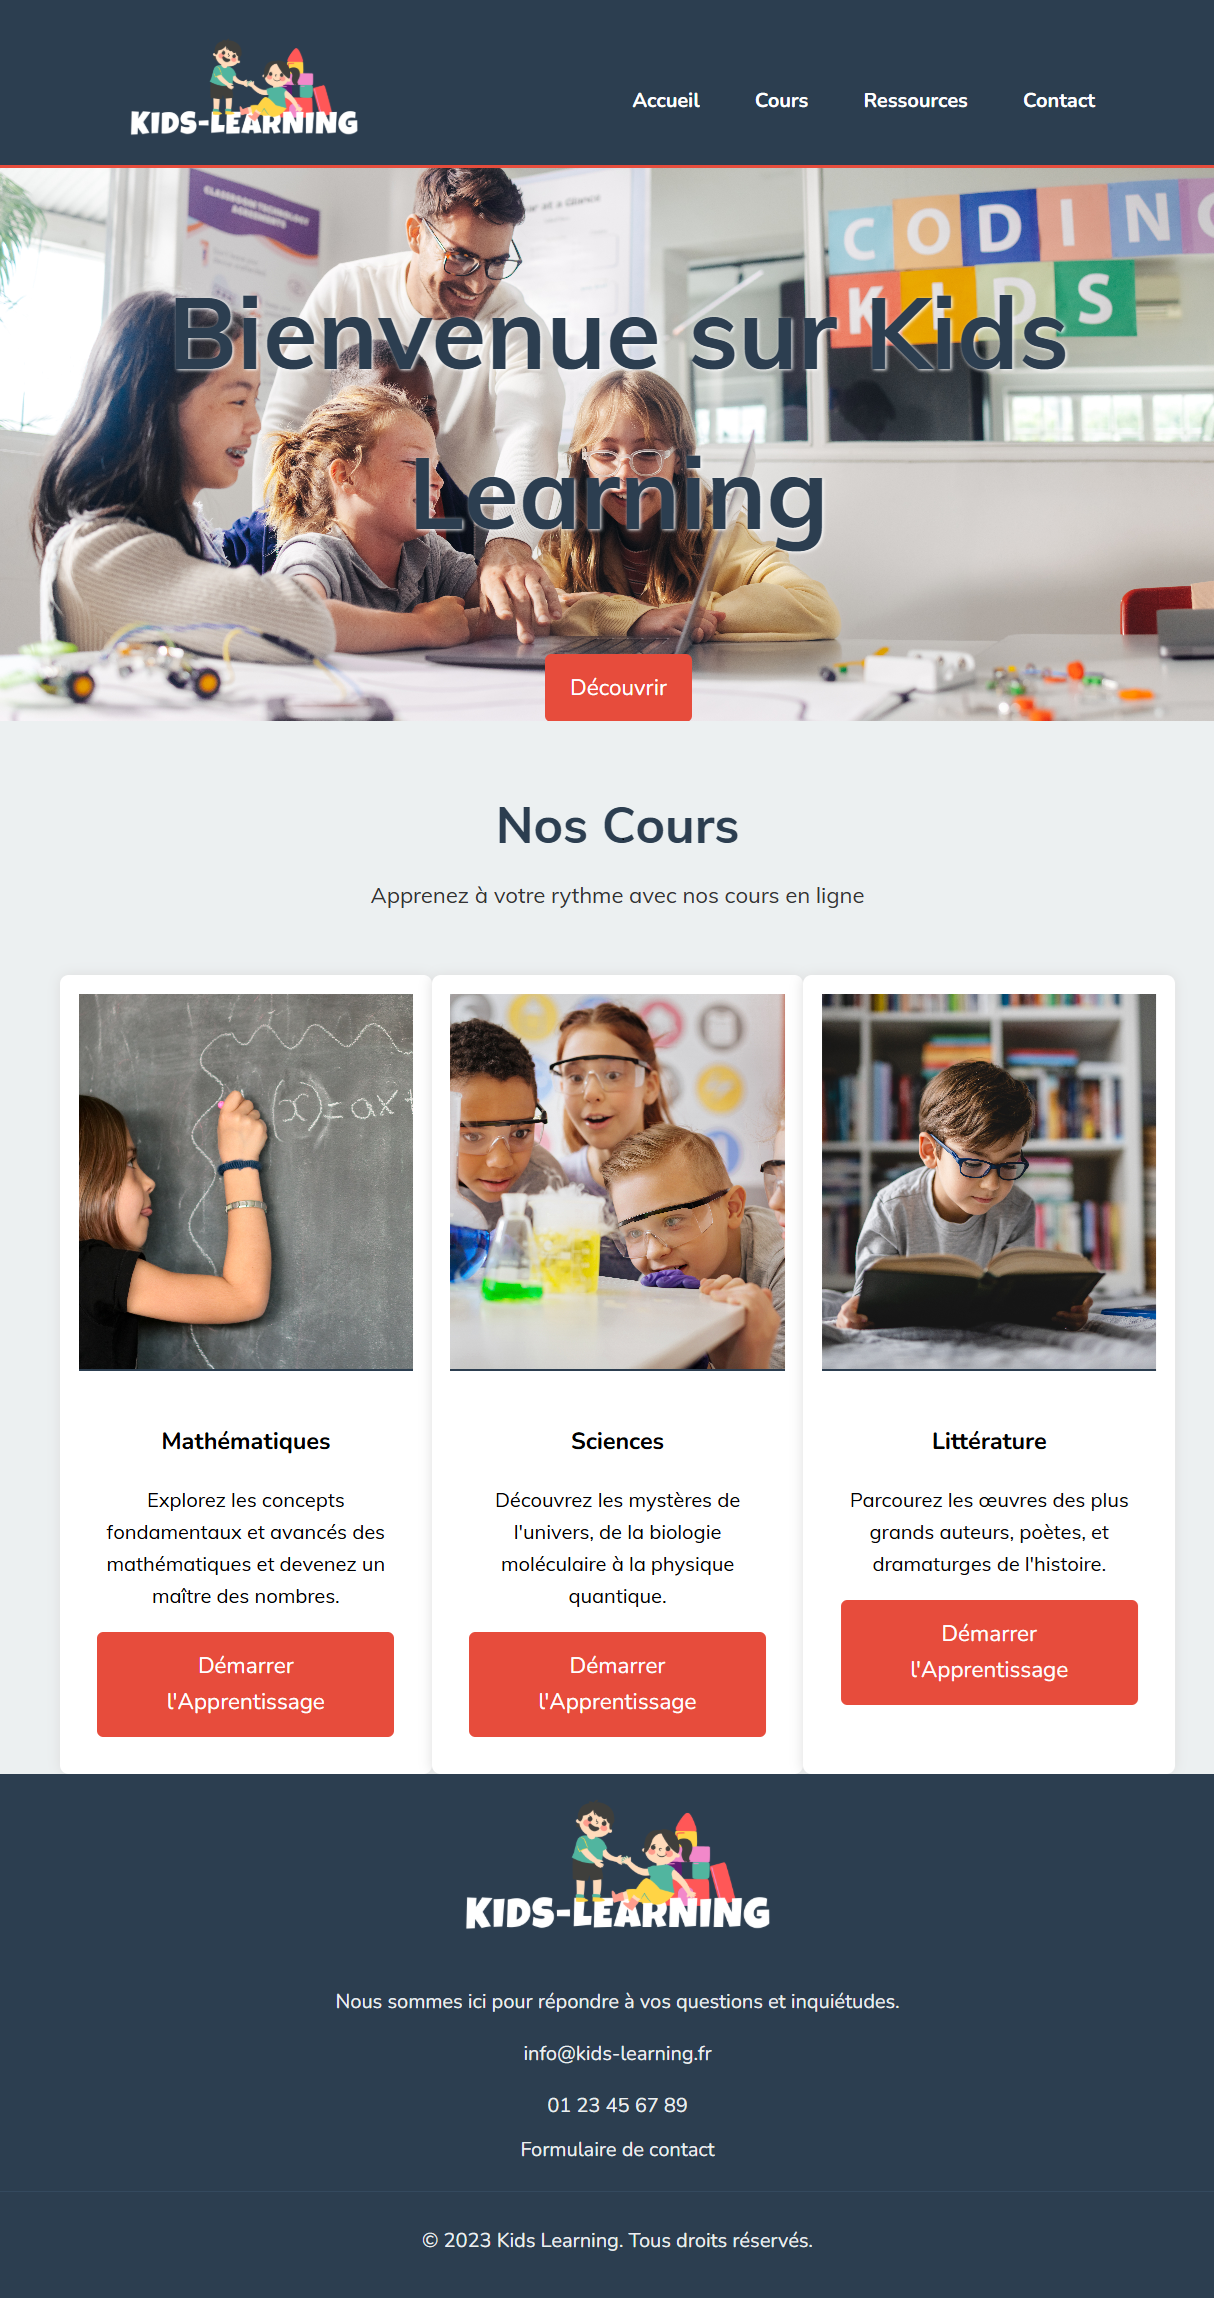 KIDS-LEARNING
Accueil Cours Ressources Contact
CLASSROOM TECHNOLOGY
AGREEMENTS
at a Glance
CODING
KIDS
Bienvenue sur Kids
Learning
Découvrir
Nos Cours
Apprenez à votre rythme avec nos cours en ligne
(x)=ax+
Mathématiques
Explorez les concepts
fondamentaux et avancés des
mathématiques et devenez un
maître des nombres.
Démarrer
l'Apprentissage
Sciences
Découvrez les mystères de
l'univers, de la biologie
moléculaire à la physique
quantique.
Démarrer
l'Apprentissage
Littérature
Parcourez les œuvres des plus
grands auteurs, poètes, et
dramaturges de l'histoire.
Démarrer
l'Apprentissage
KIDS-LEARNING
Nous sommes ici pour répondre à vos questions et inquiétudes.
info@kids-learning.fr
01 23 45 67 89
Formulaire de contact
© 2023 Kids Learning. Tous droits réservés.